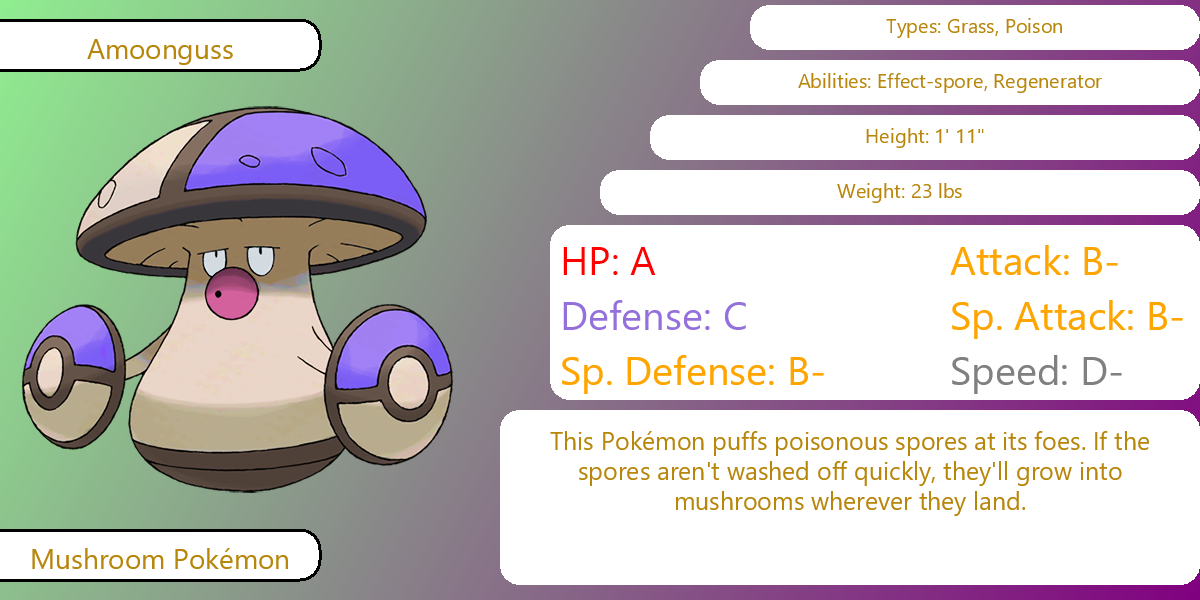 Amoonguss
Types: Grass, Poison
Abilities: Effect-spore, Regenerator
Height: 1' 11"
Weight: 23 lbs
HP: A
Attack: B-
Defense: C
Sp. Attack: B-
Sp. Defense: B-
Speed: D-
This Pokémon puffs poisonous spores at its foes. If the
spores aren't washed off quickly, they'll grow into
mushrooms wherever they land.
Mushroom Pokémon